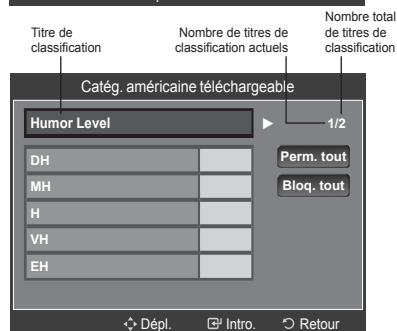 Titre de
classification
Nombre de titres de
classification actuels
Nombre total
de titres de
classification
Catég. américaine téléchargeable
Humor Level ► 1/2
DH
MH
H
VH
EH
Perm. tout
Bloq. tout
Dépl. Intro. Retour